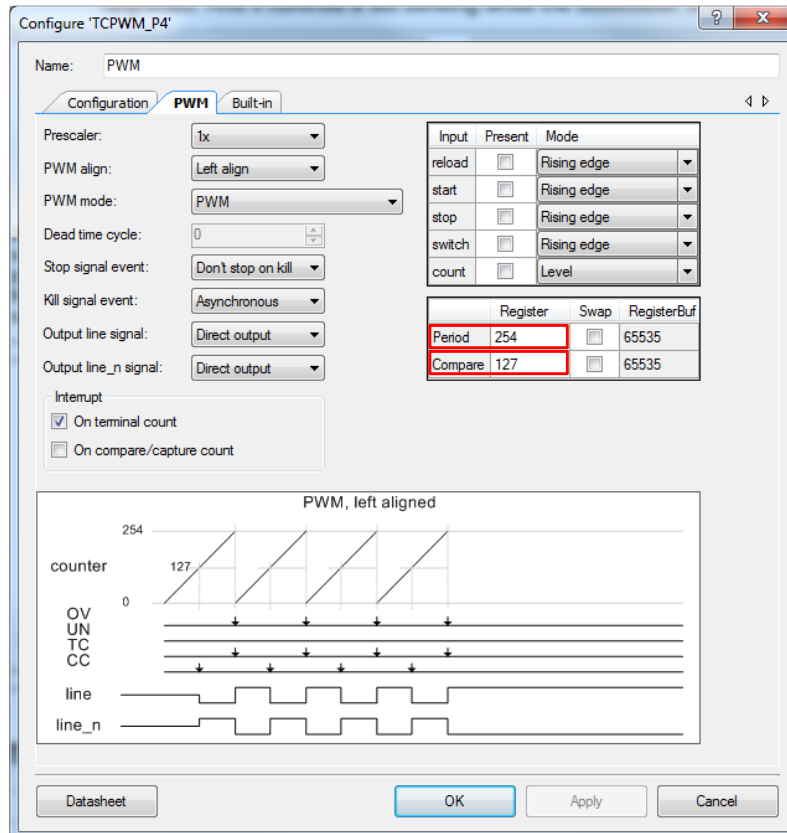 Configure 'TCPWM_P4'
Name: PWM
Configuration PWM Built-in
Prescaler: 1x
PWM align: Left align
PWM mode: PWM
Dead time cycle: 0
Stop signal event: Don't stop on kill
Kill signal event: Asynchronous
Output line signal: Direct output
Output line_n signal: Direct output
Interrupt
On terminal count
On compare/capture count
Input Present Mode
reload Rising edge
start Rising edge
stop Rising edge
switch Rising edge
count Level
Register Swap RegisterBuf
Period 254 65535
Compare 127 65535
PWM, left aligned
254
counter 127
0
OV
UN
TC
CC
line
line_n
Datasheet OK Apply Cancel